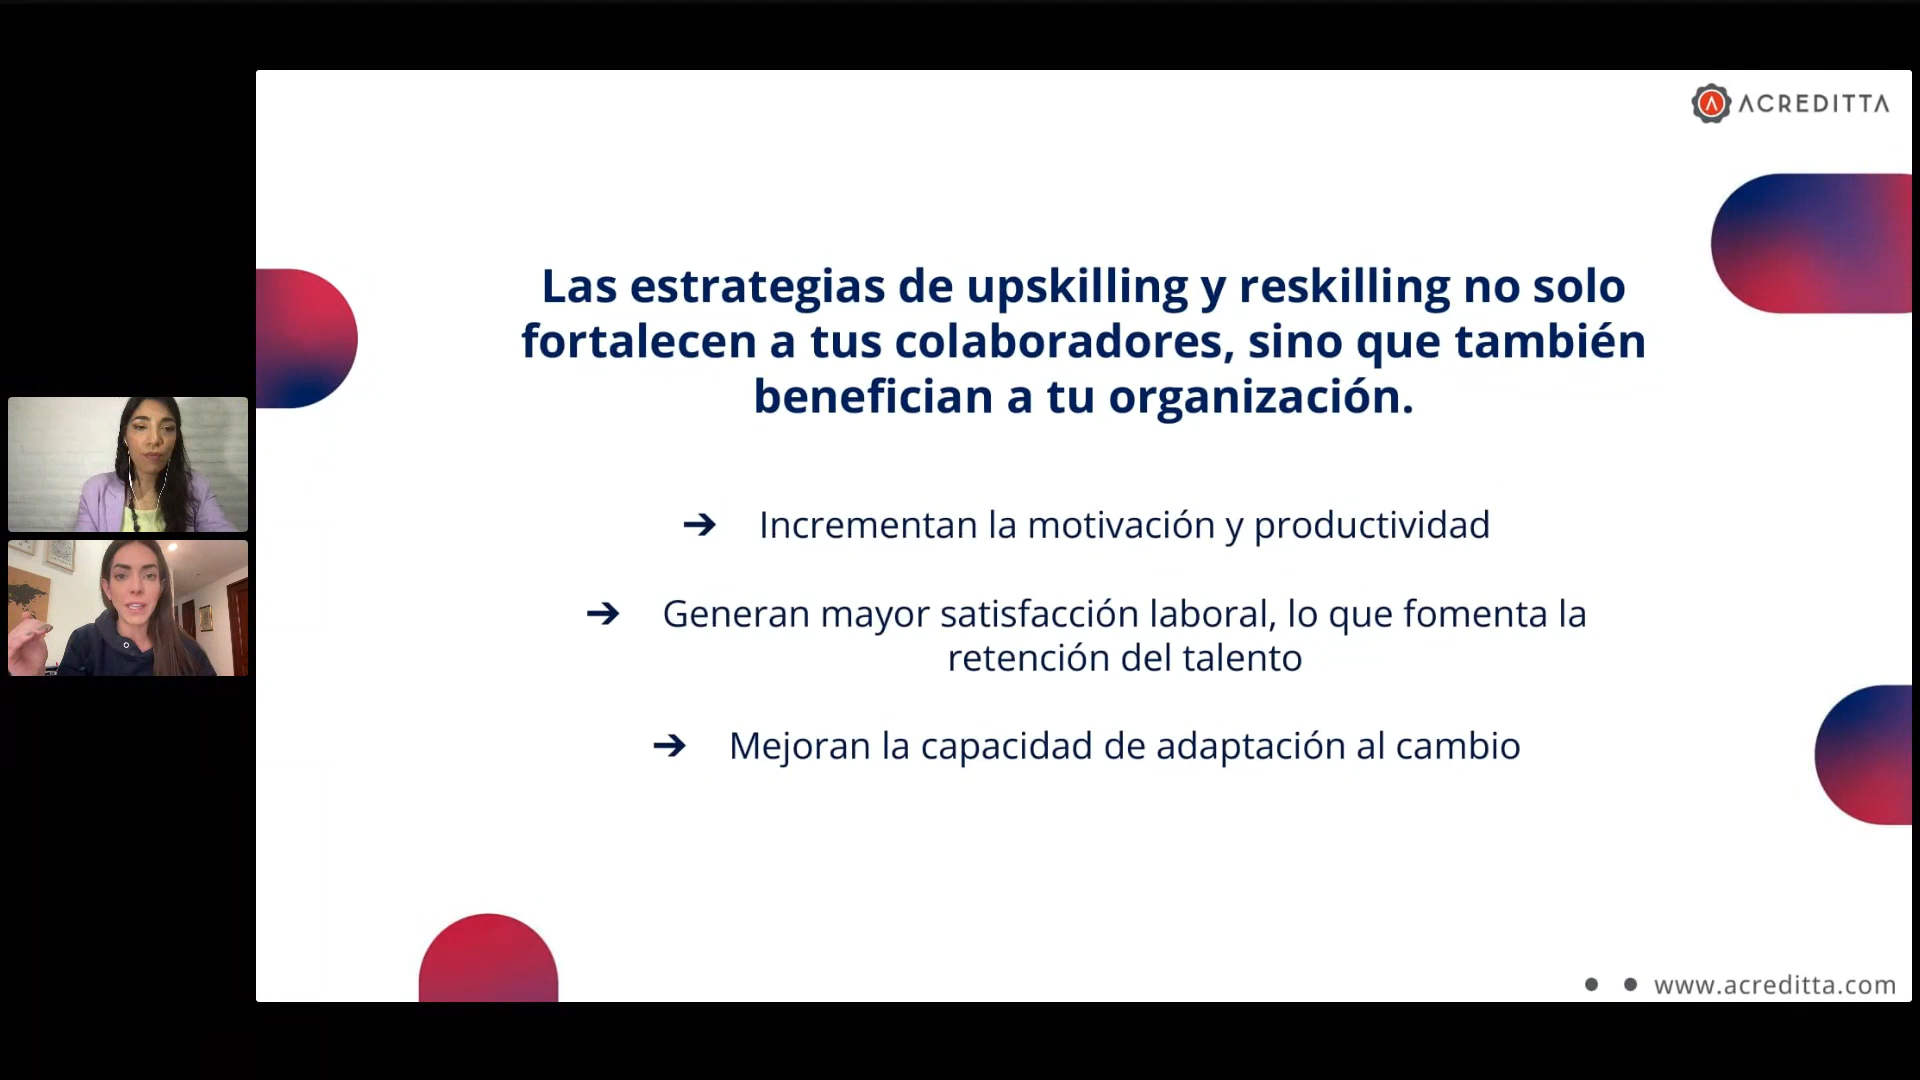 ACREDITTA
Las estrategias de upskilling y reskilling no solo
fortalecen a tus colaboradores, sino que también
benefician a tu organización.
➔ Incrementan la motivación y productividad
➔ Generan mayor satisfacción laboral, lo que fomenta la
retención del talento
➔ Mejoran la capacidad de adaptación al cambio
www.acreditta.com